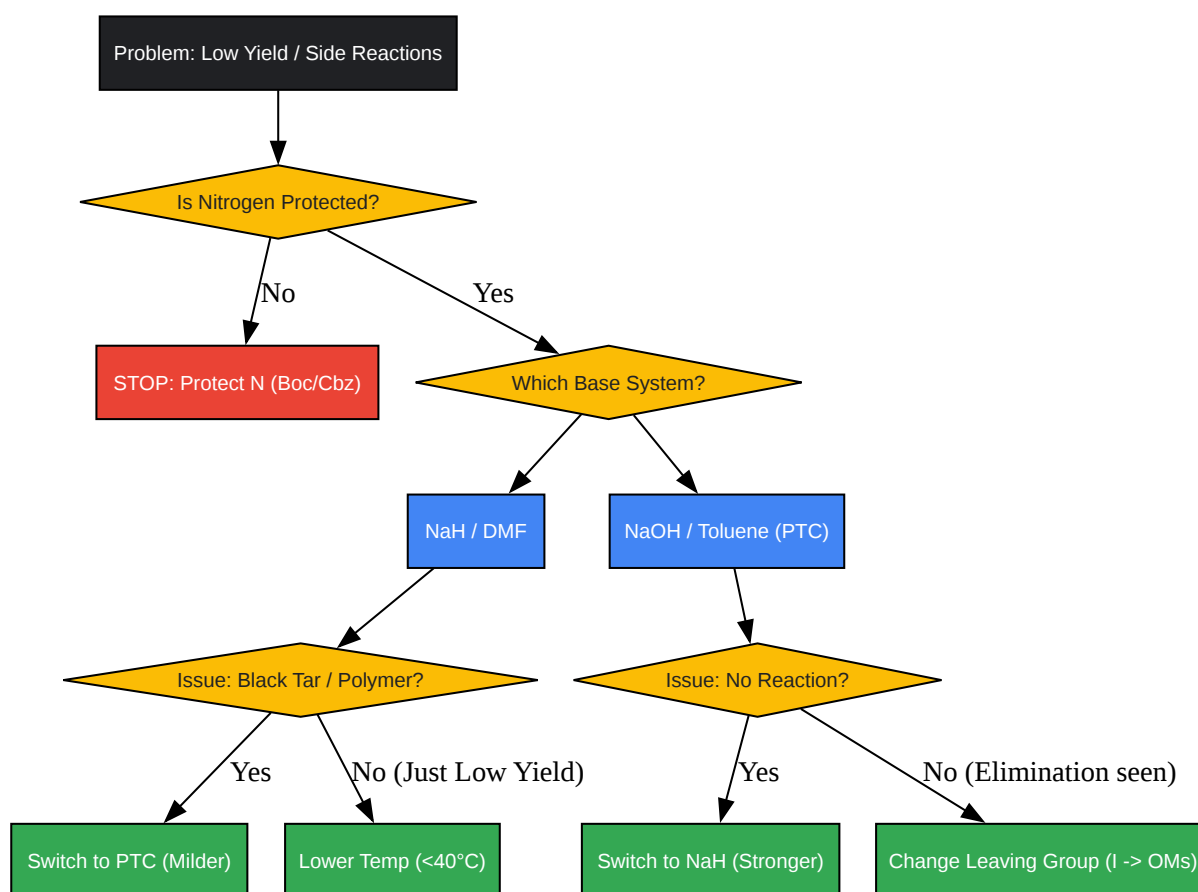 Problem: Low Yield / Side Reactions
Is Nitrogen Protected?
No
Yes
STOP: Protect N (Boc/Cbz)
Which Base System?
NaH / DMF
NaOH / Toluene (PTC)
Issue: Black Tar / Polymer?
Issue: No Reaction?
Yes
No (Just Low Yield)
Yes
No (Elimination seen)
Switch to PTC (Milder)
Lower Temp (<40°C)
Switch to NaH (Stronger)
Change Leaving Group (I -> OMs)